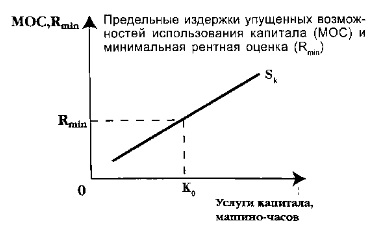 MOC,Rmin Предельные издержки упущенных возмож-
ностей использования капитала (МОС) и
минимальная рентная оценка (Rmin)
Sk
Rmin
0 K0
Услуги капитала,
машино-часов